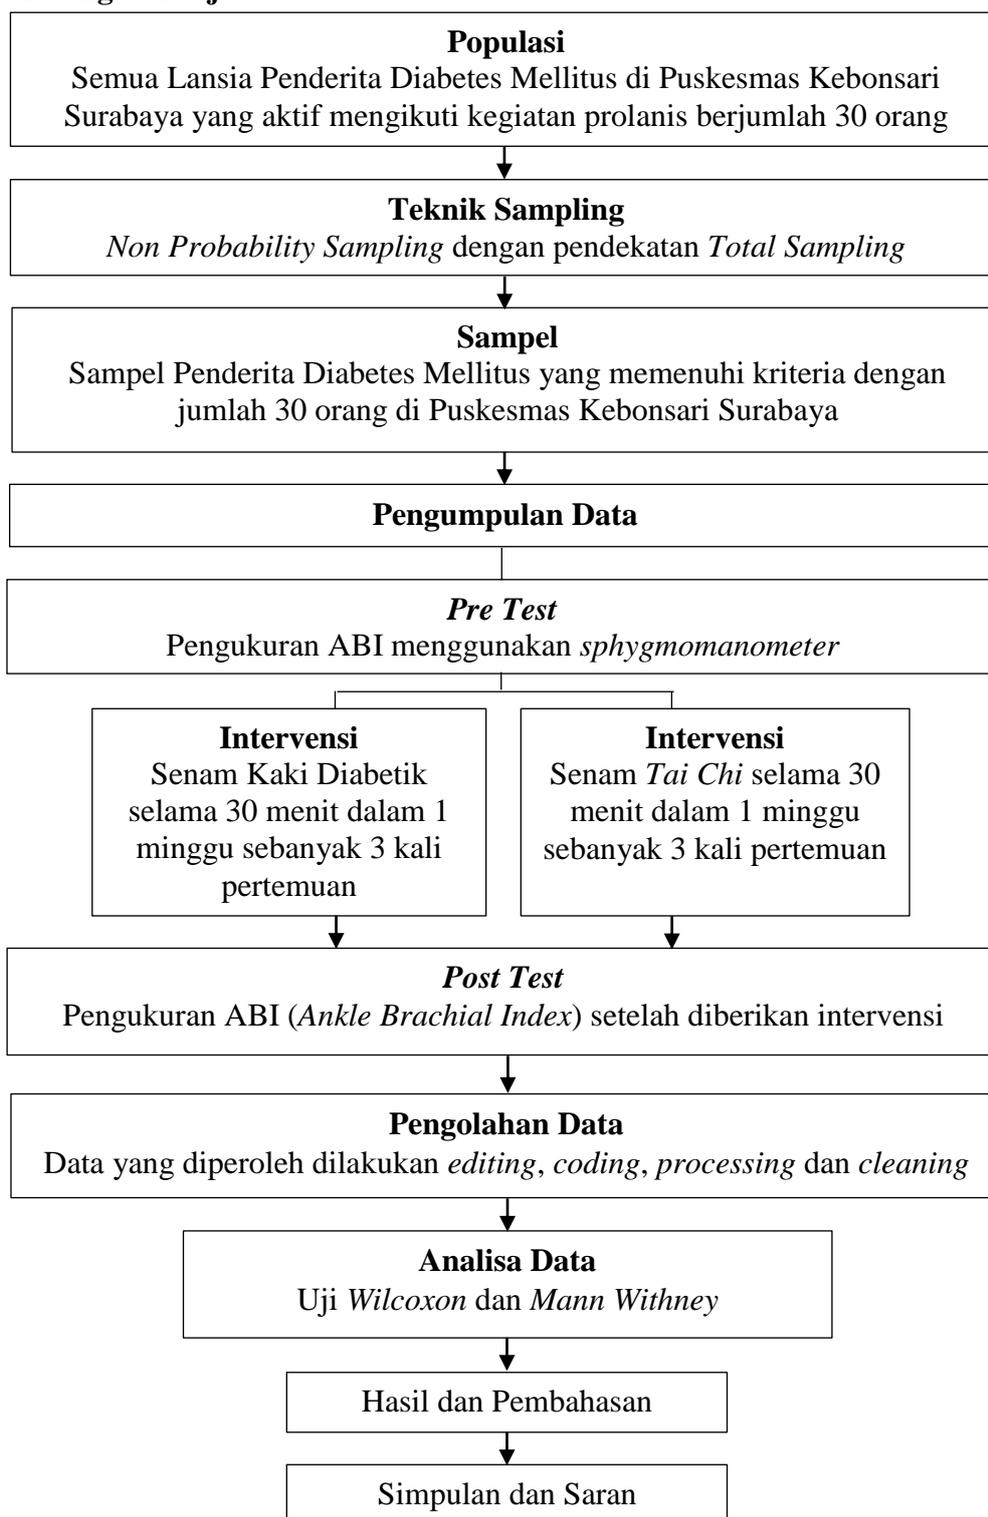 Populasi
Semua Lansia Penderita Diabetes Mellitus di Puskesmas Kebonsari
Surabaya yang aktif mengikuti kegiatan prolanis berjumlah 30 orang
Teknik Sampling
Non Probability Sampling dengan pendekatan Total Sampling
Sampel
Sampel Penderita Diabetes Mellitus yang memenuhi kriteria dengan
jumlah 30 orang di Puskesmas Kebonsari Surabaya
Pengumpulan Data
Pre Test
Pengukuran ABI menggunakan sphygmomanometer
Intervensi
Senam Kaki Diabetik
selama 30 menit dalam 1
minggu sebanyak 3 kali
pertemuan
Intervensi
Senam Tai Chi selama 30
menit dalam 1 minggu
sebanyak 3 kali pertemuan
Post Test
Pengukuran ABI (Ankle Brachial Index) setelah diberikan intervensi
Pengolahan Data
Data yang diperoleh dilakukan editing, coding, processing dan cleaning
Analisa Data
Uji Wilcoxon dan Mann Withney
Hasil dan Pembahasan
Simpulan dan Saran